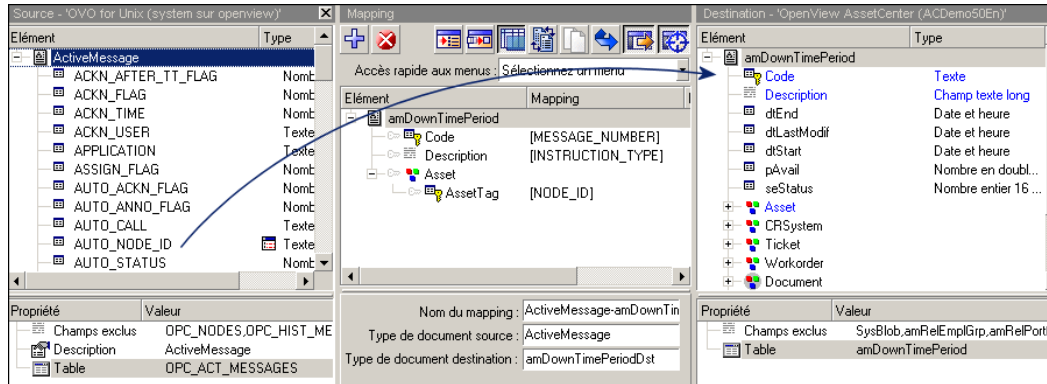 Source - 'OVO for Unix (system sur openview)'
Elément Type
ActiveMessage
ACKN_AFTER_TT_FLAG Nomb
ACKN_FLAG Nomb
ACKN_TIME Nomb
ACKN_USER Texte
APPLICATION Texte
ASSIGN_FLAG Nomb
AUTO_ACKN_FLAG Nomb
AUTO_ANNO_FLAG Nomb
AUTO_CALL Texte
AUTO_NODE_ID Texte
AUTO_STATUS Nomb
Propriété Valeur
Champs exclus OPC_NODES,OPC_HIST_ME
Description ActiveMessage
Table OPC_ACT_MESSAGES
Mapping
Accès rapide aux menus : Sélectionnez un menu
Elément Mapping
amDownTimePeriod
Code [MESSAGE_NUMBER]
Description [INSTRUCTION_TYPE]
Asset
AssetTag [NODE_ID]
Nom du mapping : ActiveMessage-amDownTin
Type de document source : ActiveMessage
Type de document destination : amDownTimePeriodDst
Destination - 'OpenView AssetCenter (ACDemo50En)'
Elément Type
amDownTimePeriod
Code Texte
Description Champ texte long
dtEnd Date et heure
dtLastModif Date et heure
dtStart Date et heure
pAvail Nombre en doubl...
seStatus Nombre entier 16 ...
Asset
CRSystem
Ticket
Workorder
Document
Propriété Valeur
Champs exclus SysBlob,amRelEmplGrp,amRelPortl
Table amDownTimePeriod